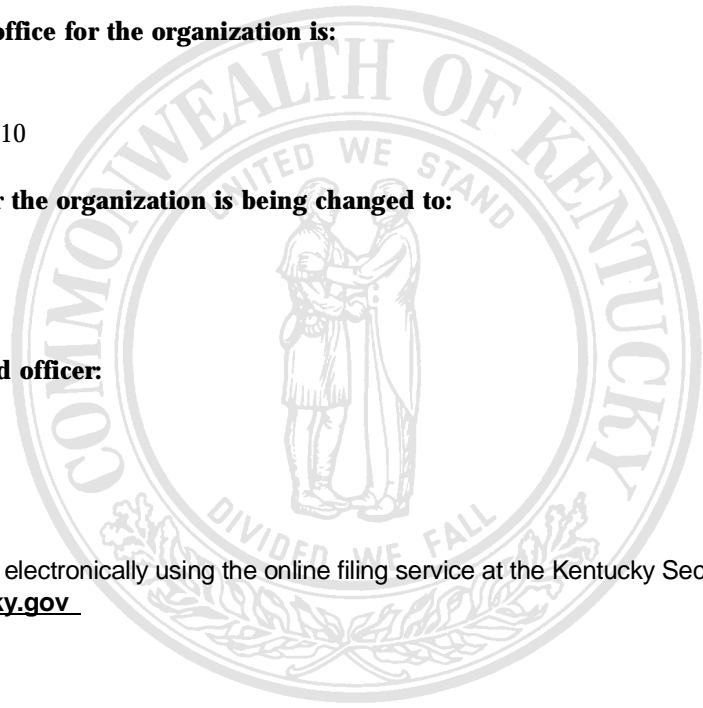 office for the organization is:
COMMONWEALTH OF KENTUCKY
UNITED WE STAND
10
the organization is being changed to:
d officer:
DIVIDED WE FALL
electronically using the online filing service at the Kentucky Sec
ky.gov